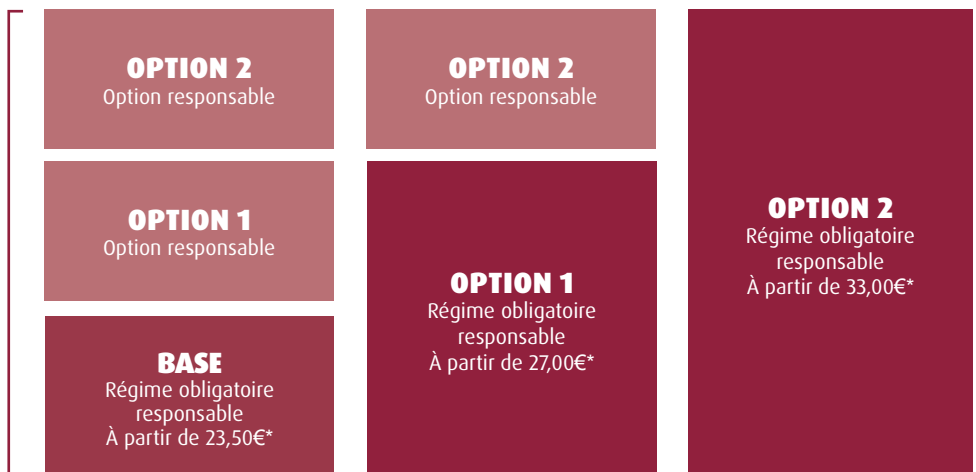 OPTION 2
Option responsable
OPTION 1
Option responsable
BASE
Régime obligatoire
responsable
À partir de 23,50€*
OPTION 2
Option responsable
OPTION 1
Régime obligatoire
responsable
À partir de 27,00€*
OPTION 2
Régime obligatoire
responsable
À partir de 33,00€*